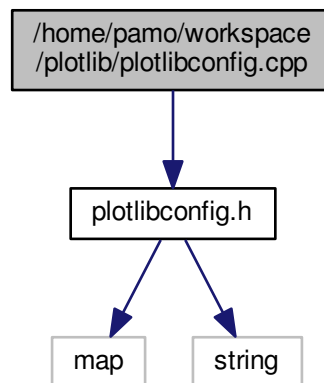 /home/pamo/workspace
/plotlib/plotlibconfig.cpp
plotlibconfig.h
map
string